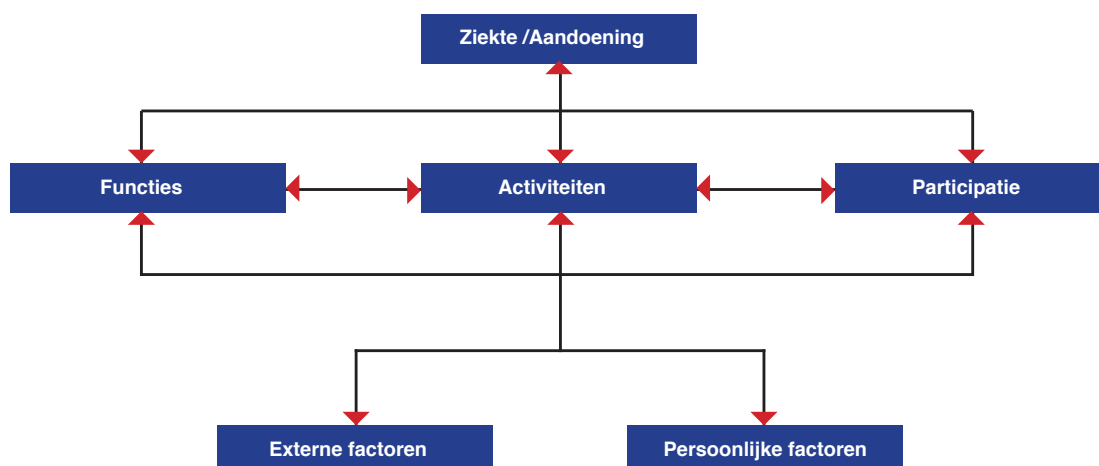 Ziekte /Aandoening
Functies
Activiteiten
Participatie
Externe factoren
Persoonlijke factoren